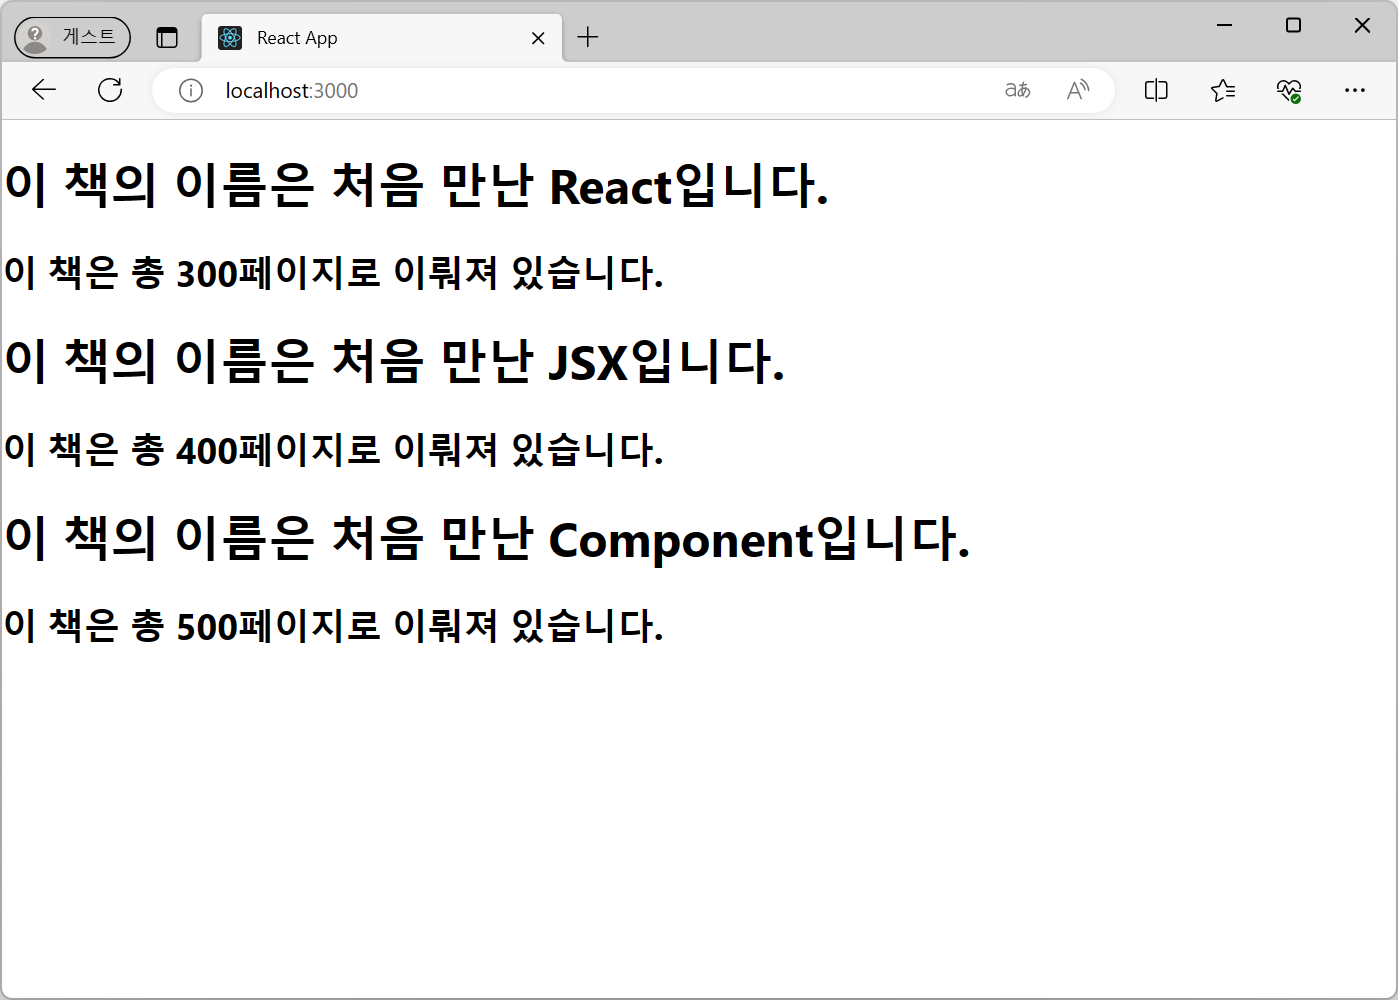 게스트
React App
localhost:3000
aあ
이 책의 이름은 처음 만난 React입니다.
이 책은 총 300페이지로 이뤄져 있습니다.
이 책의 이름은 처음 만난 JSX입니다.
이 책은 총 400페이지로 이뤄져 있습니다.
이 책의 이름은 처음 만난 Component입니다.
이 책은 총 500페이지로 이뤄져 있습니다.